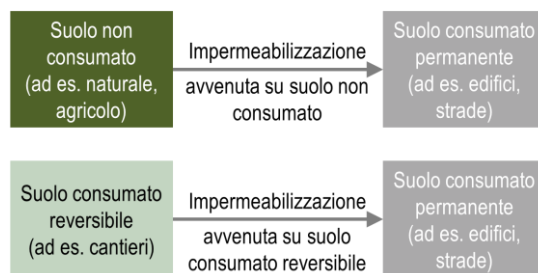 Suolo non
consumato
(ad es. naturale,
agricolo)
Impermeabilizzazione
avvenuta su suolo non
consumato
Suolo consumato
permanente
(ad es. edifici,
strade)
Suolo consumato
reversibile
(ad es. cantieri)
Impermeabilizzazione
avvenuta su suolo
consumato reversibile
Suolo consumato
permanente
(ad es. edifici,
strade)